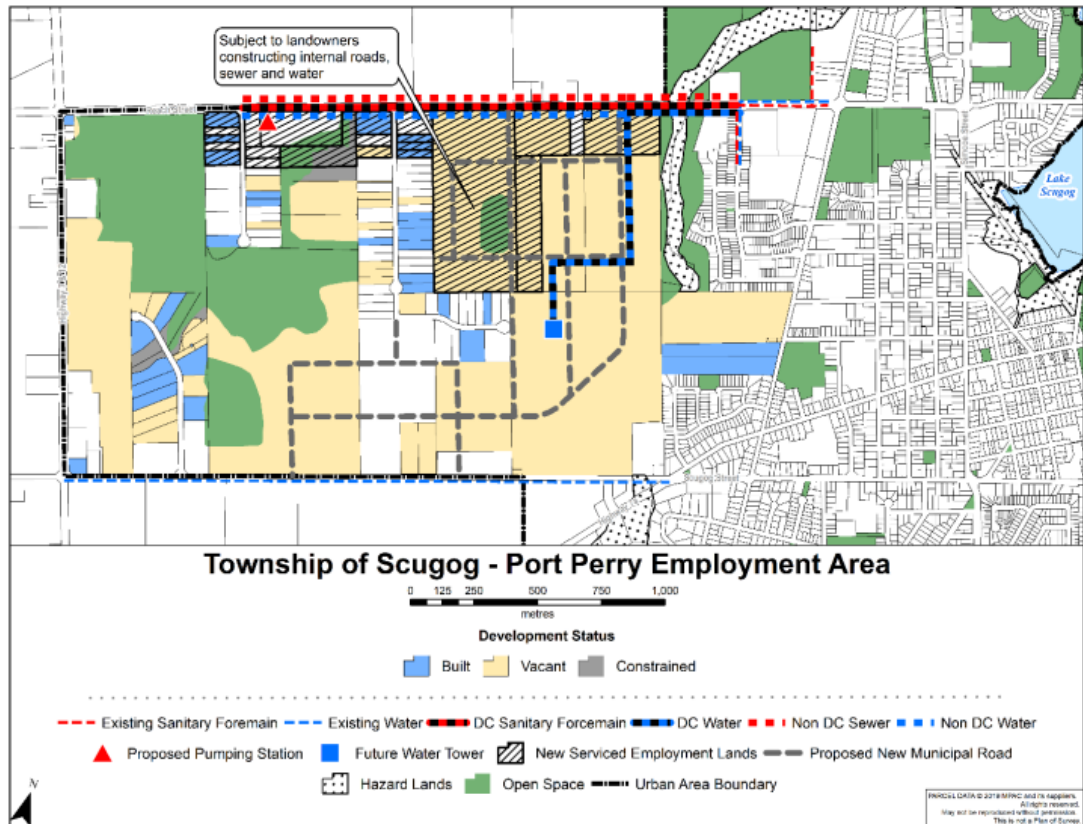 Subject to landowners
constructing internal roads,
sewer and water
Street
Highway
Street
Lake
Scugog
Scugog Street
Township of Scugog - Port Perry Employment Area
0 125 250 500 750 1,000
metres
Development Status
Built Vacant Constrained
Existing Sanitary Foremain Existing Water DC Sanitary Forcemain DC Water Non DC Sewer Non DC Water
Proposed Pumping Station Future Water Tower New Serviced Employment Lands Proposed New Municipal Road
Hazard Lands Open Space Urban Area Boundary
N
PARCEL DATA © 2019 MPAC and its suppliers.
All rights reserved.
May not be reproduced without permission.
This is not a Plan of Survey.